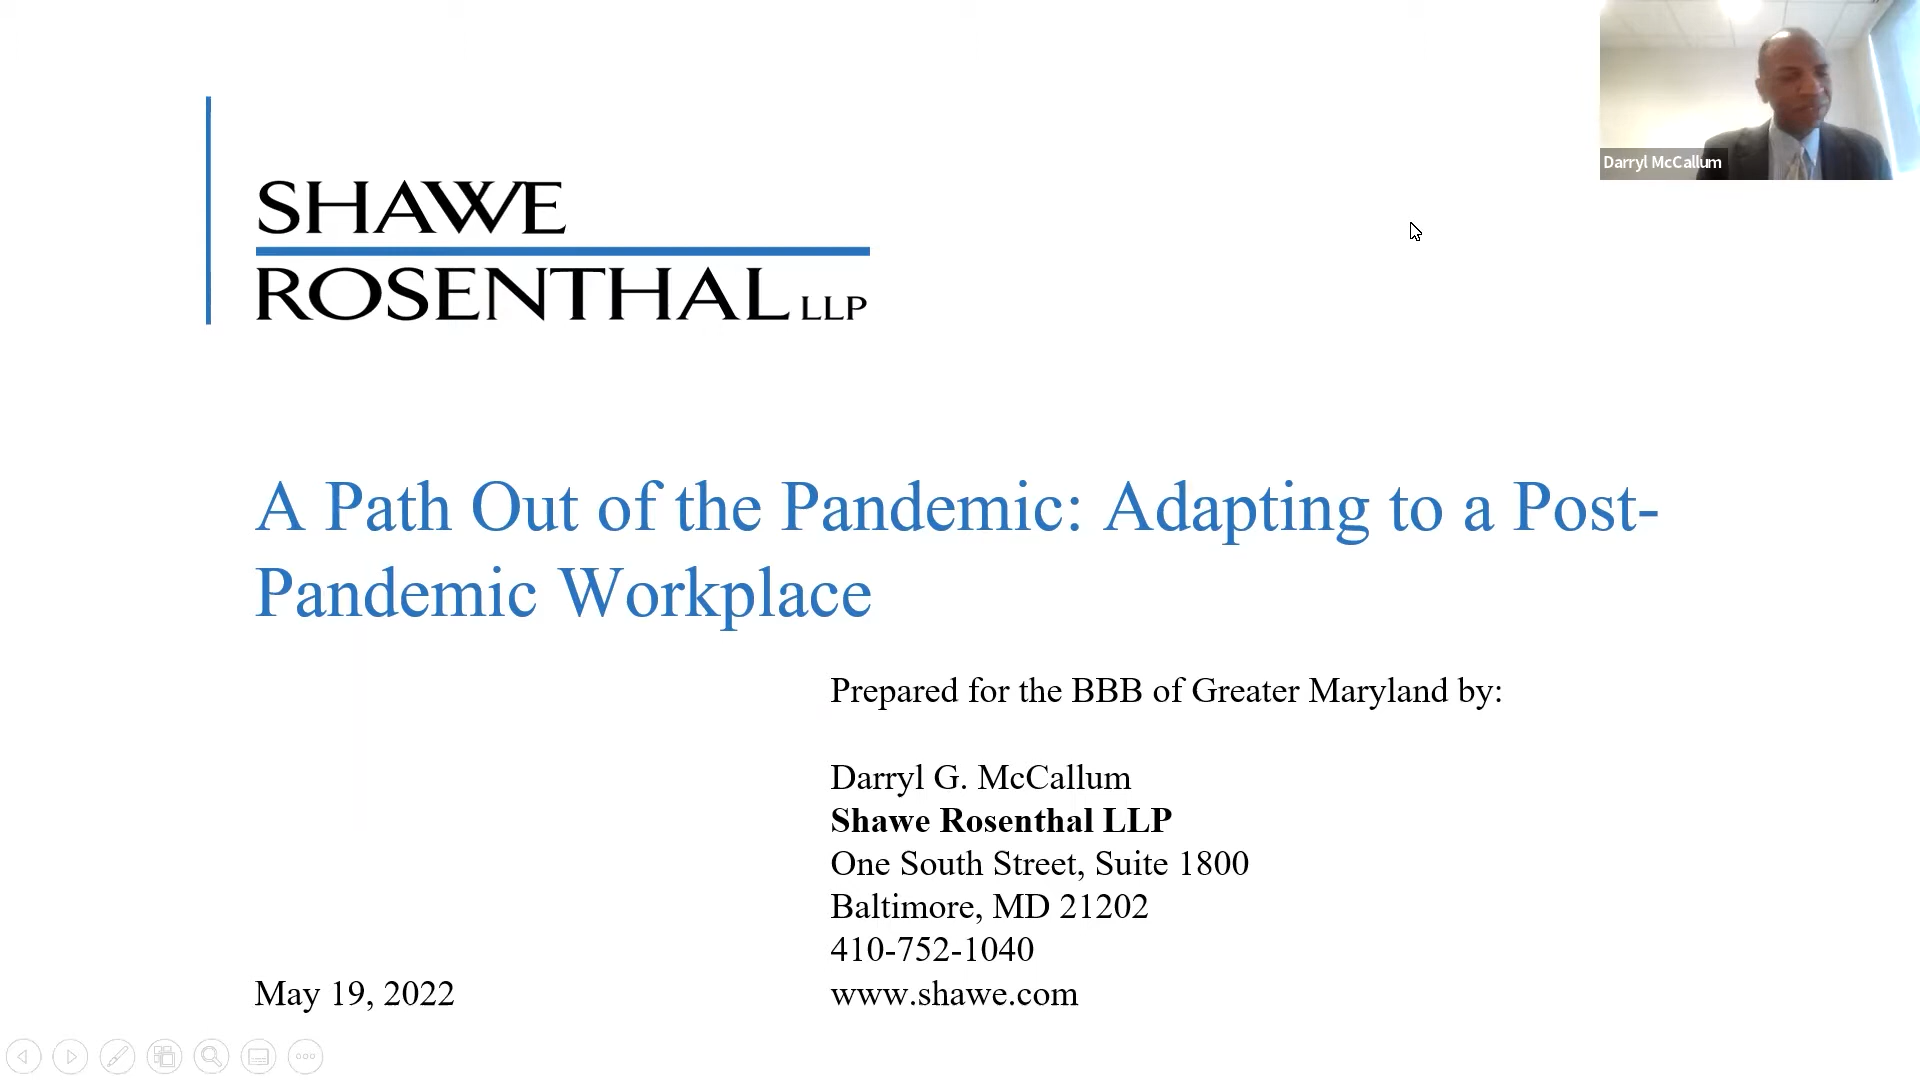 Darryl McCallum
SHAWE
ROSENTHAL LLP
A Path Out of the Pandemic: Adapting to a Post-
Pandemic Workplace
Prepared for the BBB of Greater Maryland by:
Darryl G. McCallum
Shawe Rosenthal LLP
One South Street, Suite 1800
Baltimore, MD 21202
410-752-1040
May 19, 2022
www.shawe.com